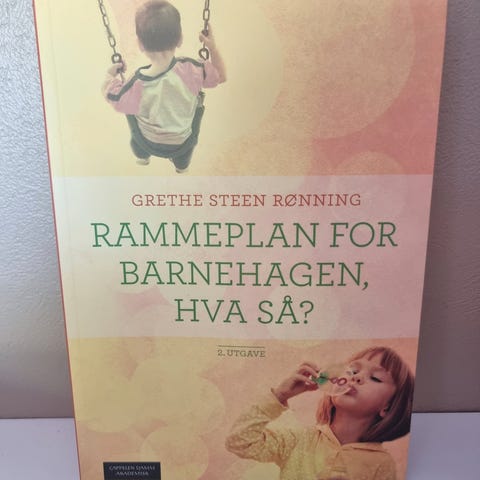 GRETHE STEEN RØNNING
RAMMEPLAN FOR
BARNEHAGEN,
HVA SÅ?
2. UTGAVE
CAPPELEN DAMM
AKADEMISK